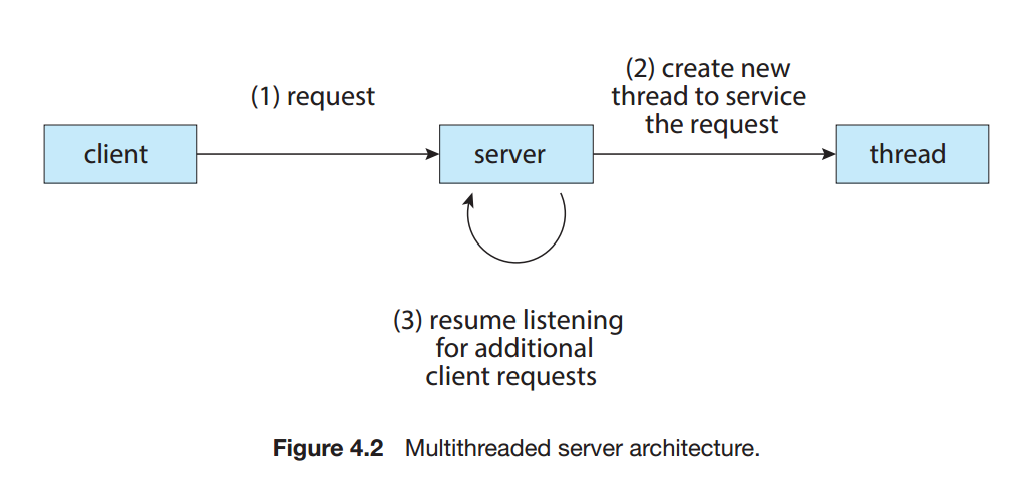 (1) request
(2) create new
thread to service
the request
client
server
thread
(3) resume listening
for additional
client requests
Figure 4.2 Multithreaded server architecture.